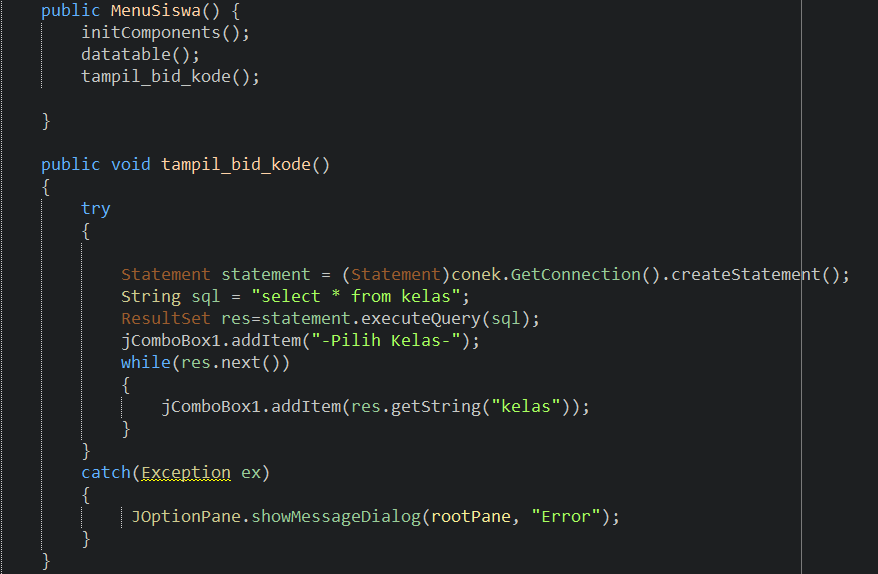 public MenuSiswa() {
initComponents();
datatable();
tampil_bid_kode();
}
public void tampil_bid_kode()
{
try
{
Statement statement = (Statement)conek.GetConnection().createStatement();
String sql = "select * from kelas";
ResultSet res=statement.executeQuery(sql);
jComboBox1.addItem("-Pilih Kelas-");
while(res.next())
{
jComboBox1.addItem(res.getString("kelas"));
}
}
catch(Exception ex)
{
JOptionPane.showMessageDialog(rootPane, "Error");
}
}